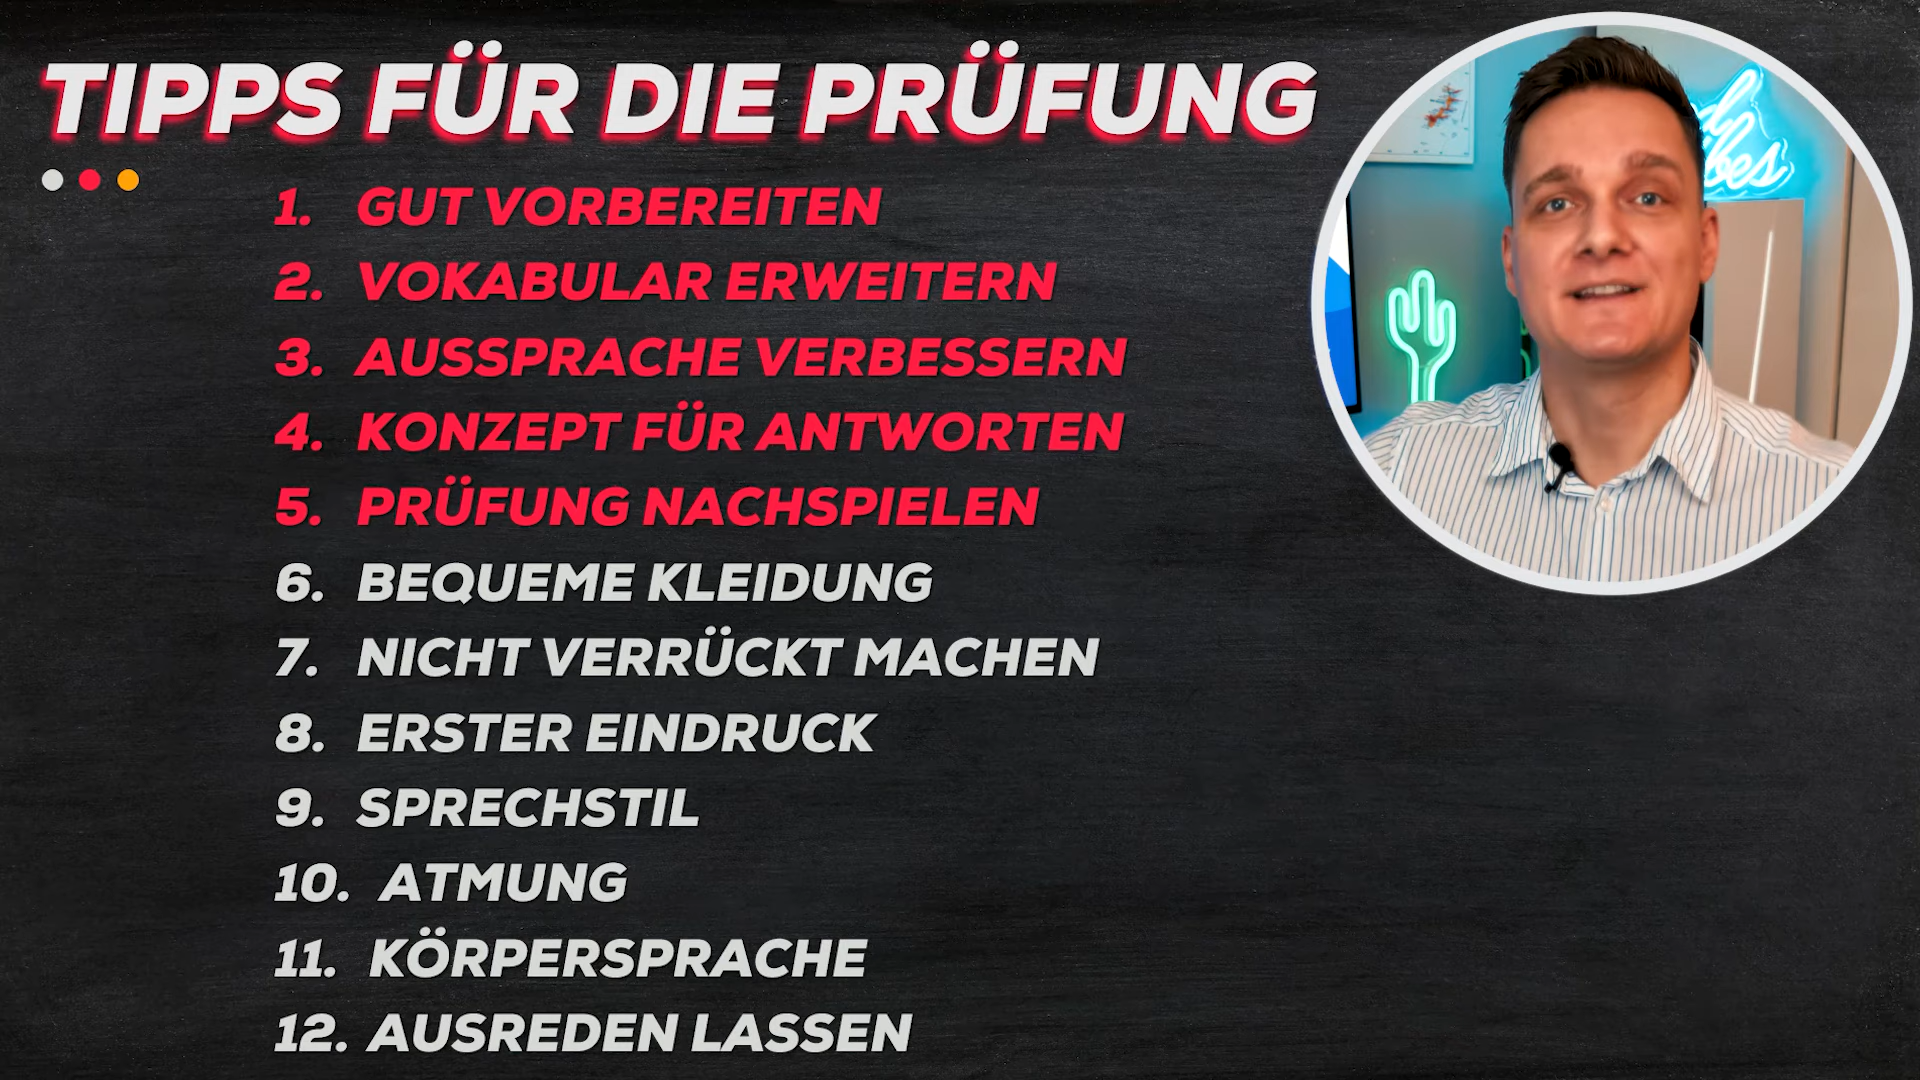 TIPPS FÜR DIE PRÜFUNG
1. GUT VORBEREITEN
2. VOKABULAR ERWEITERN
3. AUSSPRACHE VERBESSERN
4. KONZEPT FÜR ANTWORTEN
5. PRÜFUNG NACHSPIELEN
6. BEQUEME KLEIDUNG
7. NICHT VERRÜCKT MACHEN
8. ERSTER EINDRUCK
9. SPRECHSTIL
10. ATMUNG
11. KÖRPERSPRACHE
12. AUSREDEN LASSEN